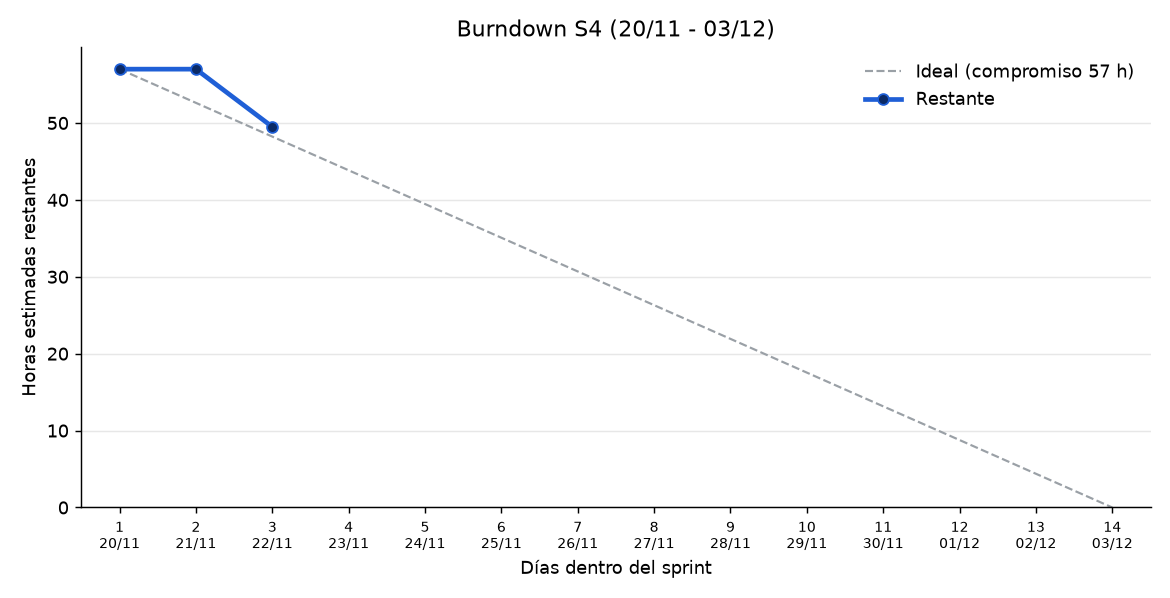 Burndown S4 (20/11 - 03/12)
Ideal (compromiso 57 h)
Restante
Horas estimadas restantes
50
40
30
20
10
0
1 2 3 4 5 6 7 8 9 10 11 12 13 14
20/11 21/11 22/11 23/11 24/11 25/11 26/11 27/11 28/11 29/11 30/11 01/12 02/12 03/12
Días dentro del sprint